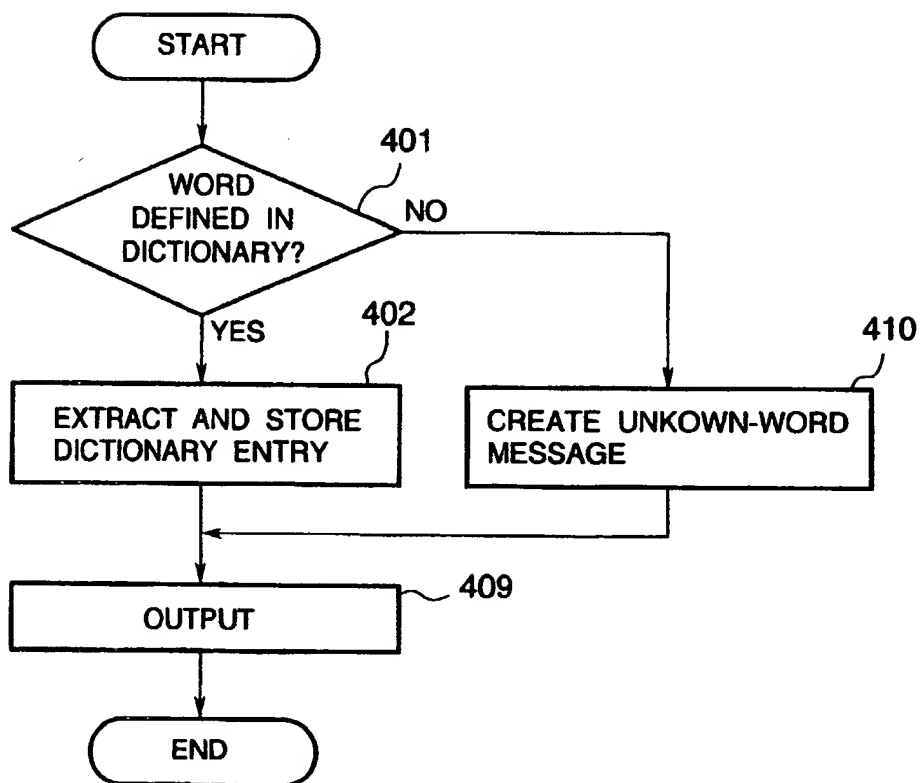 START
401
WORD
DEFINED IN
DICTIONARY?
NO
YES
402
410
EXTRACT AND STORE
DICTIONARY ENTRY
CREATE UNKOWN-WORD
MESSAGE
409
OUTPUT
END